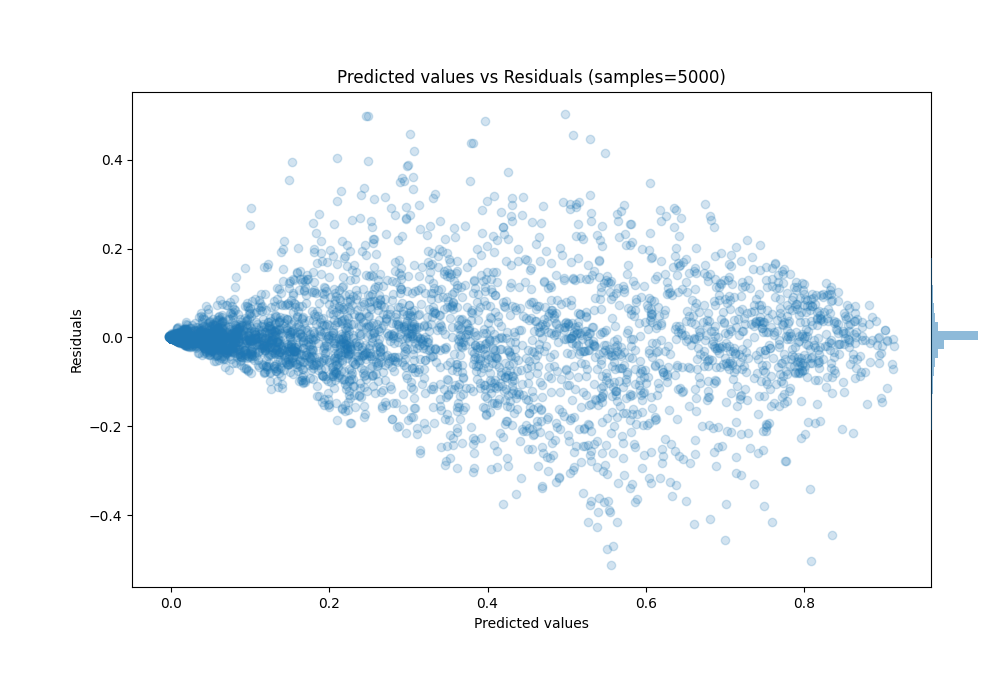 Predicted values vs Residuals (samples=5000)
Residuals
0.4
0.2
0.0
−0.2
−0.4
0.0 0.2 0.4 0.6 0.8
Predicted values